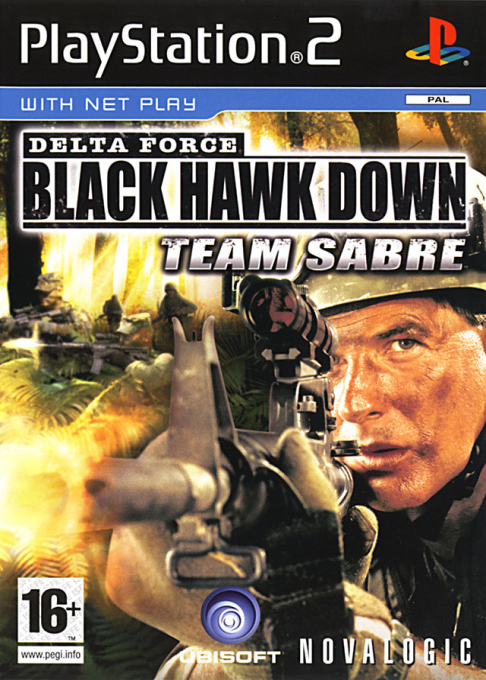 PlayStation®2
WITH NET PLAY
PAL
DELTA FORCE
BLACK HAWK DOWN
TEAM SABRE
16+
TM
www.pegi.info
UBISOFT
NOVALOGIC